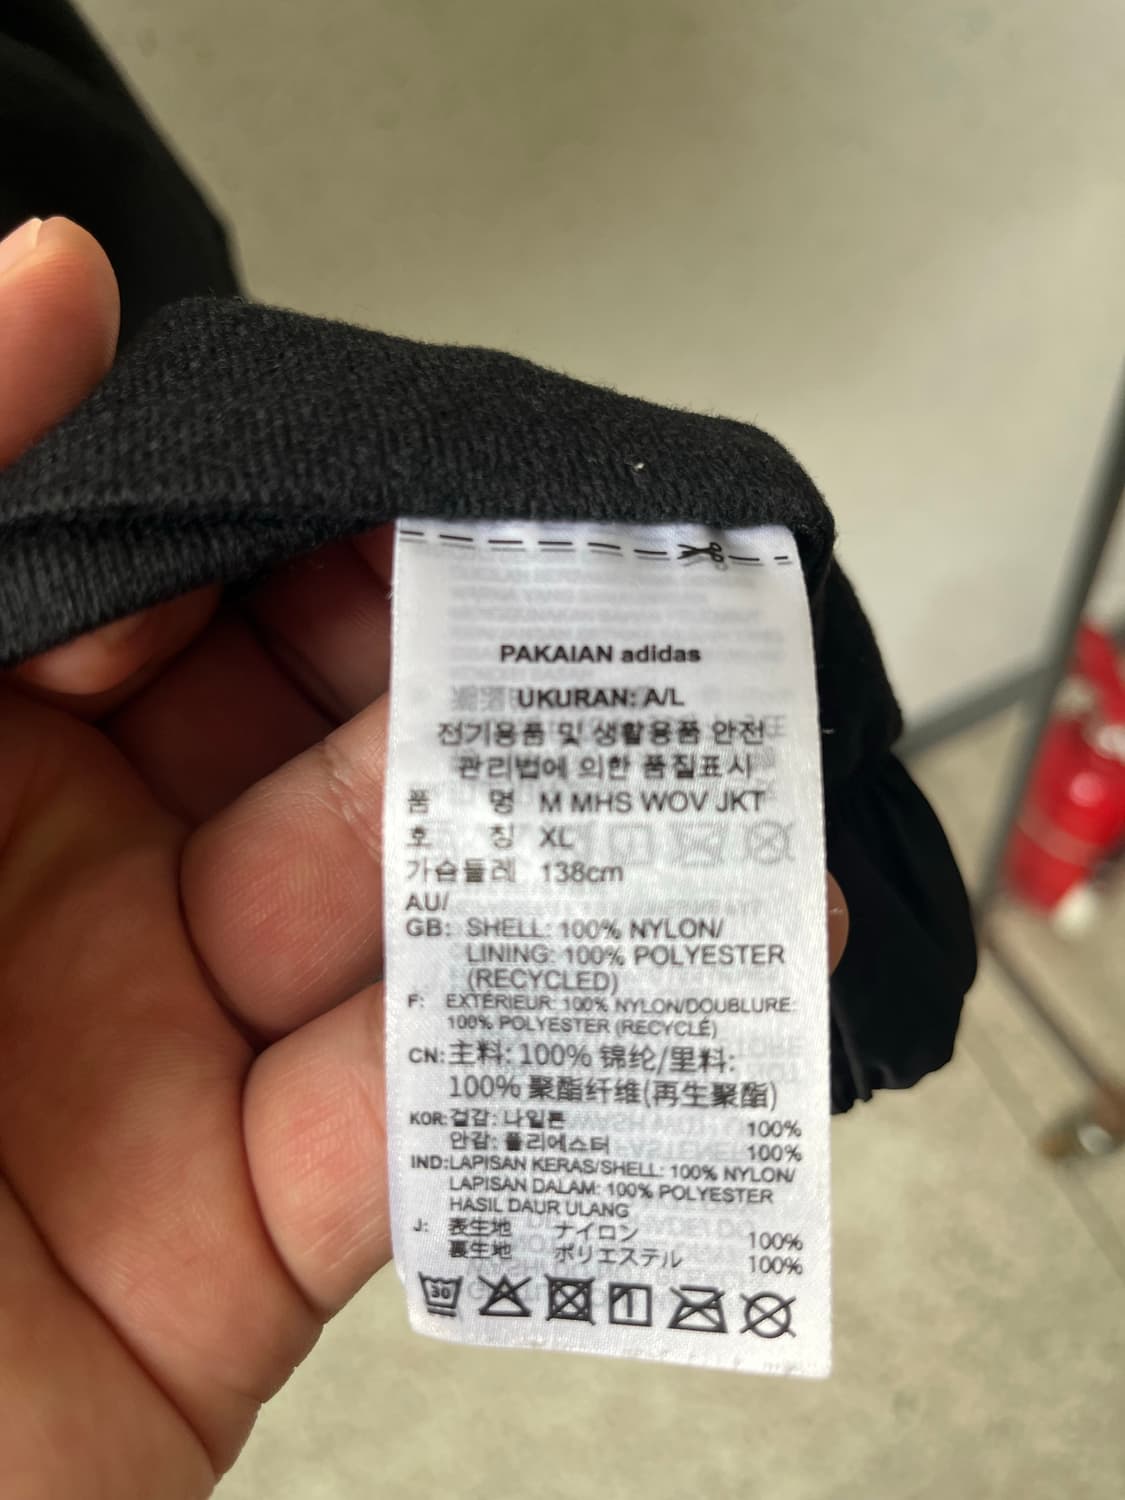 PAKAIAN adidas
UKURAN: A/L
전기용품 및 생활용품 안전
관리법에 의한 품질표시
품 명 M MHS WOV JKT
호 칭 XL
가슴둘레 138cm
AU/
GB: SHELL: 100% NYLON/
LINING: 100% POLYESTER
(RECYCLED)
F: EXTÉRIEUR: 100% NYLON/DOUBLURE:
100% POLYESTER (RECYCLÉ)
CN: 主料: 100% 锦纶/里料:
100% 聚酯纤维(再生聚酯)
KOR: 겉감: 나일론 100%
안감: 폴리에스터 100%
IND: LAPISAN KERAS/SHELL: 100% NYLON/
LAPISAN DALAM: 100% POLYESTER
HASIL DAUR ULANG
J: 表生地 ナイロン 100%
裏生地 ポリエステル 100%
30